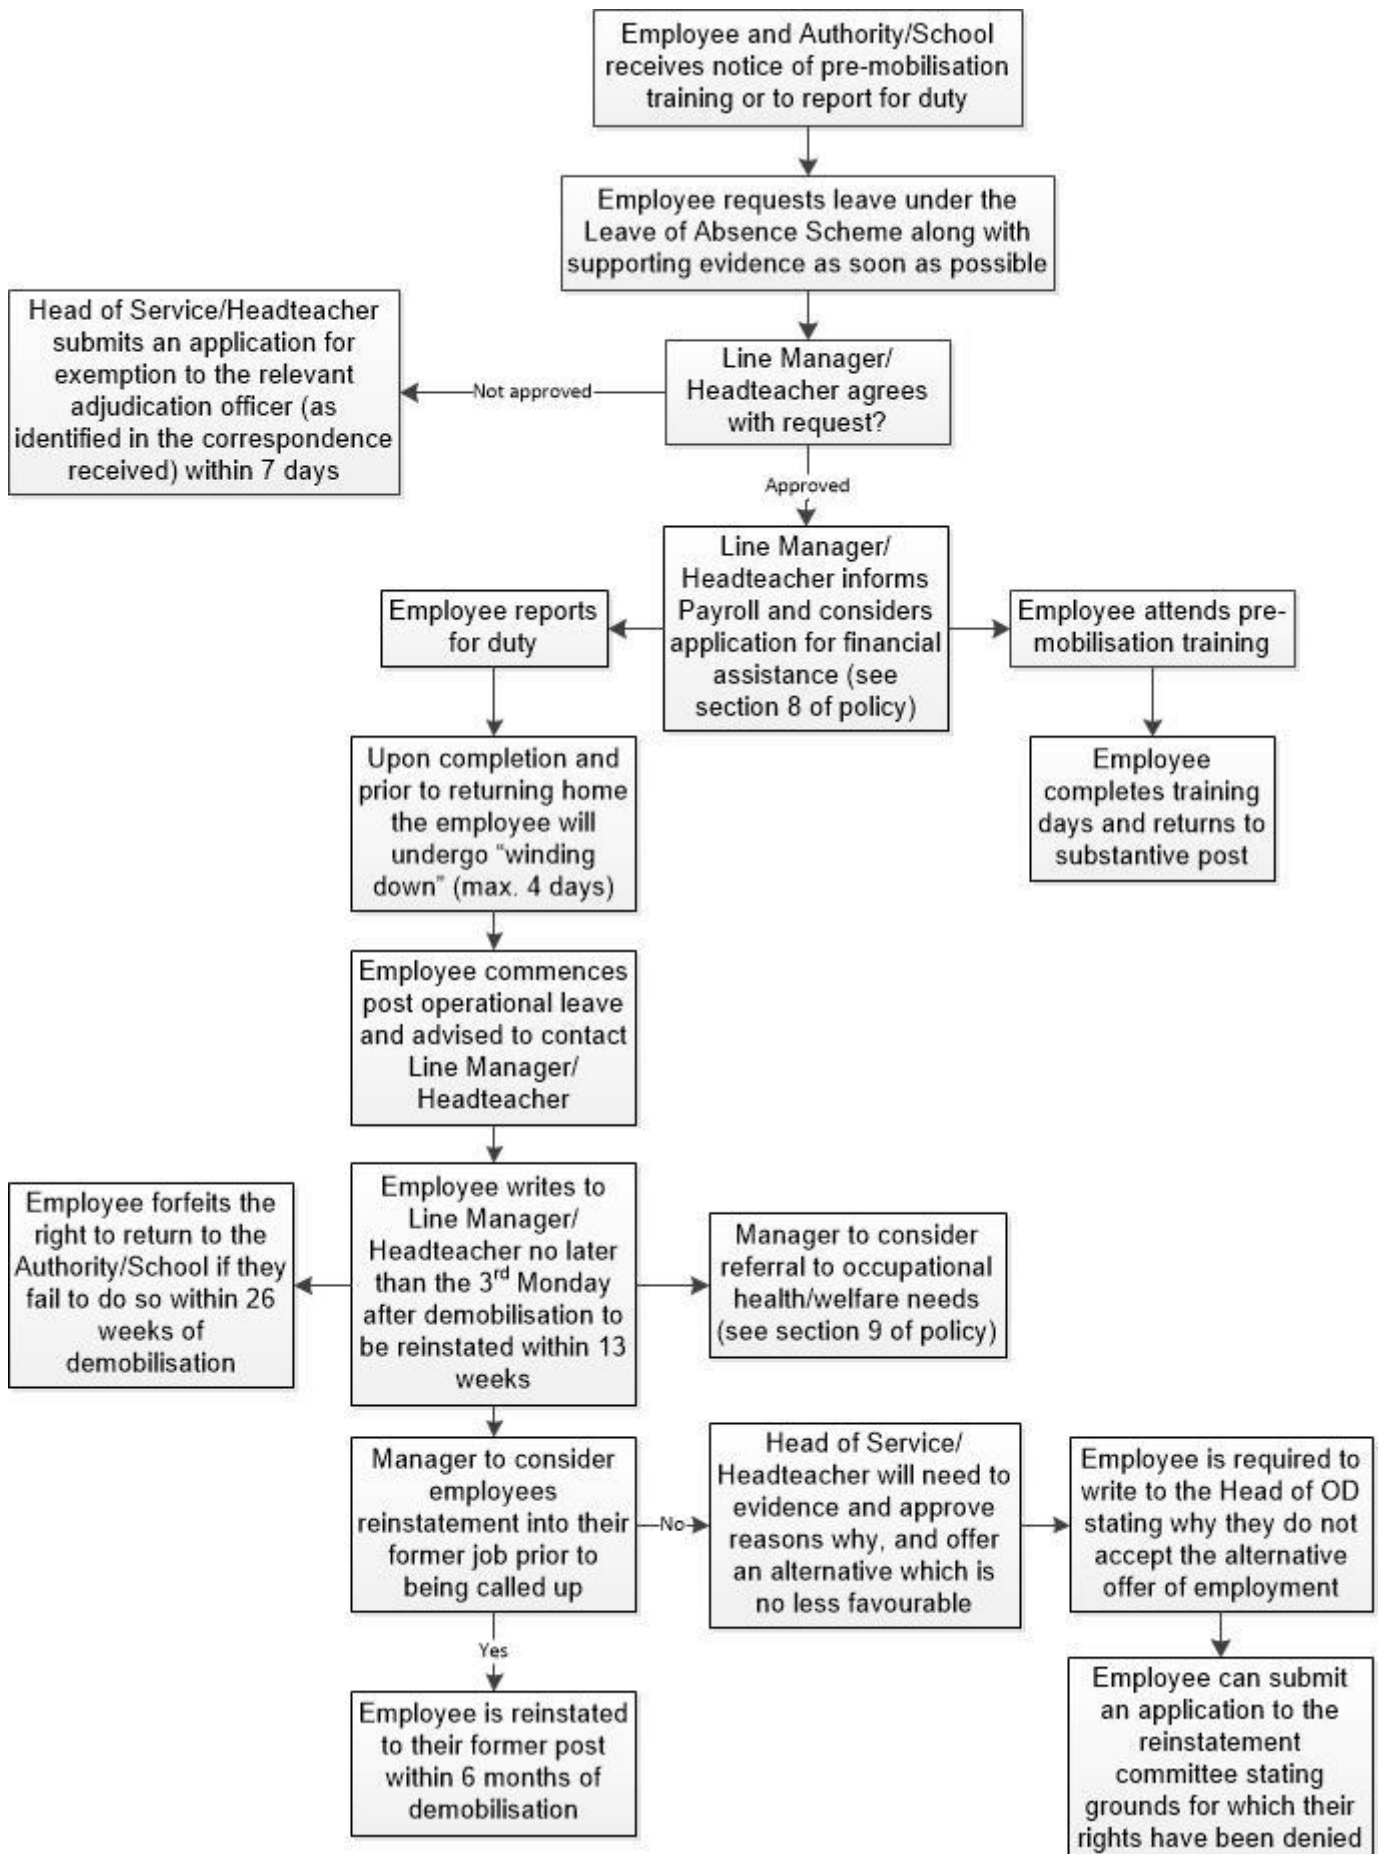 Employee and Authority/School
receives notice of pre-mobilisation
training or to report for duty
Employee requests leave under the
Leave of Absence Scheme along with
supporting evidence as soon as possible
Head of Service/Headteacher
submits an application for
exemption to the relevant
adjudication officer (as
identified in the correspondence
received) within 7 days
Not approved
Line Manager/
Headteacher agrees
with request?
Approved
Line Manager/
Headteacher informs
Payroll and considers
application for financial
assistance (see
section 8 of policy)
Employee reports
for duty
Employee attends pre-
mobilisation training
Upon completion and
prior to returning home
the employee will
undergo “winding
down” (max. 4 days)
Employee
completes training
days and returns to
substantive post
Employee commences
post operational leave
and advised to contact
Line Manager/
Headteacher
Employee forfeits the
right to return to the
Authority/School if they
fail to do so within 26
weeks of
demobilisation
Employee writes to
Line Manager/
Headteacher no later
than the 3rd Monday
after demobilisation to
be reinstated within 13
weeks
Manager to consider
referral to occupational
health/welfare needs
(see section 9 of policy)
Manager to consider
employees
reinstatement into their
former job prior to
being called up
No
Head of Service/
Headteacher will need to
evidence and approve
reasons why, and offer
an alternative which is
no less favourable
Employee is required to
write to the Head of OD
stating why they do not
accept the alternative
offer of employment
Yes
Employee is reinstated
to their former post
within 6 months of
demobilisation
Employee can submit
an application to the
reinstatement
committee stating
grounds for which their
rights have been denied